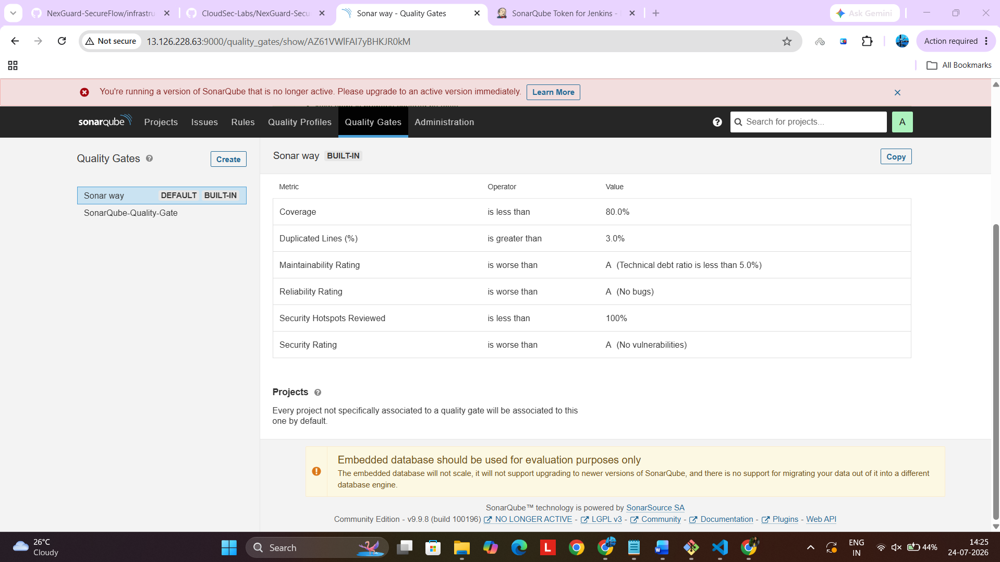 NexGuard-SecureFlow/infrastru
CloudSec-Labs/NexGuard-Secu
Sonar way - Quality Gates
SonarQube Token for Jenkins -
Ask Gemini
Not secure
13.126.228.63:9000/quality_gates/show/AZ61VWlFAI7yBHKJR0kM
Action required
All Bookmarks
You're running a version of SonarQube that is no longer active. Please upgrade to an active version immediately.
Learn More
sonarqube
Projects
Issues
Rules
Quality Profiles
Quality Gates
Administration
Search for projects...
A
Quality Gates
Create
Sonar way DEFAULT BUILT-IN
SonarQube-Quality-Gate
Sonar way BUILT-IN
Copy
Metric Operator Value
Coverage is less than 80.0%
Duplicated Lines (%) is greater than 3.0%
Maintainability Rating is worse than A (Technical debt ratio is less than 5.0%)
Reliability Rating is worse than A (No bugs)
Security Hotspots Reviewed is less than 100%
Security Rating is worse than A (No vulnerabilities)
Projects
Every project not specifically associated to a quality gate will be associated to this
one by default.
Embedded database should be used for evaluation purposes only
The embedded database will not scale, it will not support upgrading to newer versions of SonarQube, and there is no support for migrating your data out of it into a different
database engine.
SonarQube™ technology is powered by SonarSource SA
Community Edition - v9.9.8 (build 100196) NO LONGER ACTIVE - LGPL v3 - Community - Documentation - Plugins - Web API
26°C
Cloudy
Search
L
ENG
IN
44%
14:25
24-07-2026